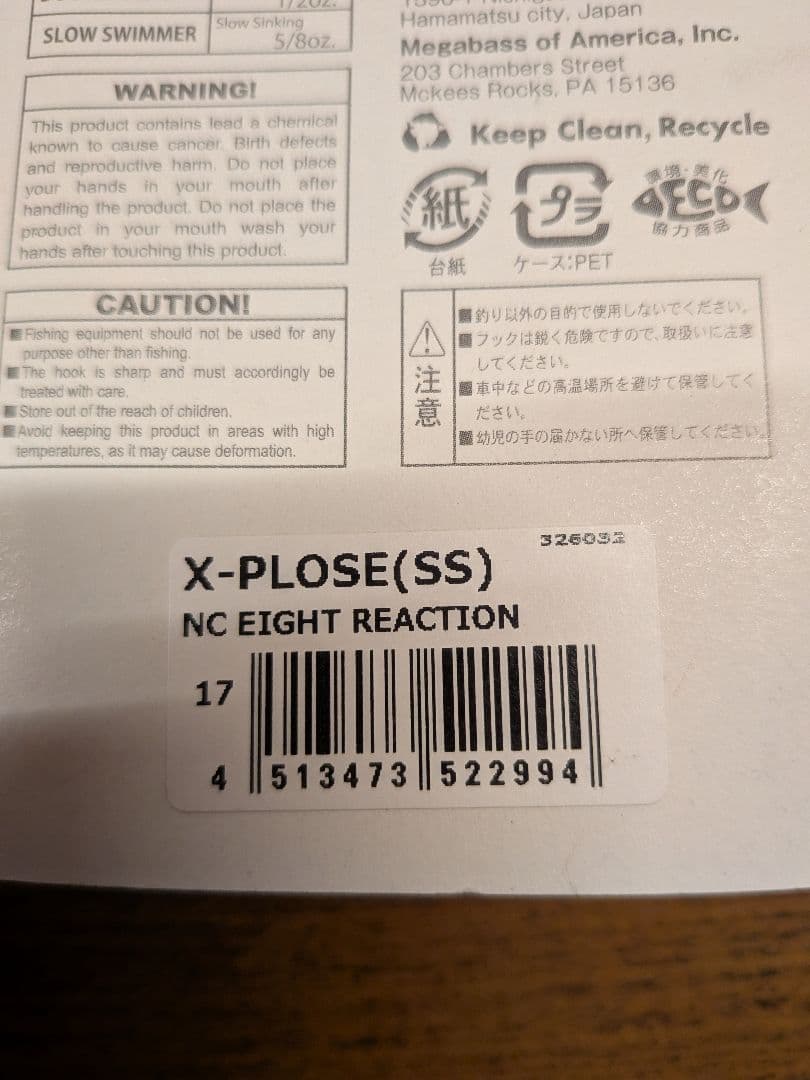 SLOW SWIMMER
Slow Sinking
5/8oz.
Hamamatsu city, Japan
Megabass of America, Inc.
203 Chambers Street
Mckees Rocks, PA 15136
WARNING!
This product contains lead a chemical
known to cause cancer. Birth defects
and reproductive harm. Do not place
your hands in your mouth after
handling the product. Do not place the
product in your mouth wash your
hands after touching this product.
Keep Clean, Recycle
紙
台紙
プラ
ケース:PET
環境・美化
ECO
協力商品
CAUTION!
■Fishing equipment should not be used for any
purpose other than fishing.
■The hook is sharp and must accordingly be
treated with care.
■Store out of the reach of children.
■Avoid keeping this product in areas with high
temperatures, as it may cause deformation.
注意
■釣り以外の目的で使用しないでください。
■フックは鋭く危険ですので、取扱いに注意
してください。
■車中などの高温場所を避けて保管してく
ださい。
■幼児の手の届かない所へ保管してください。
326032
X-PLOSE(SS)
NC EIGHT REACTION
17
4 513473 522994